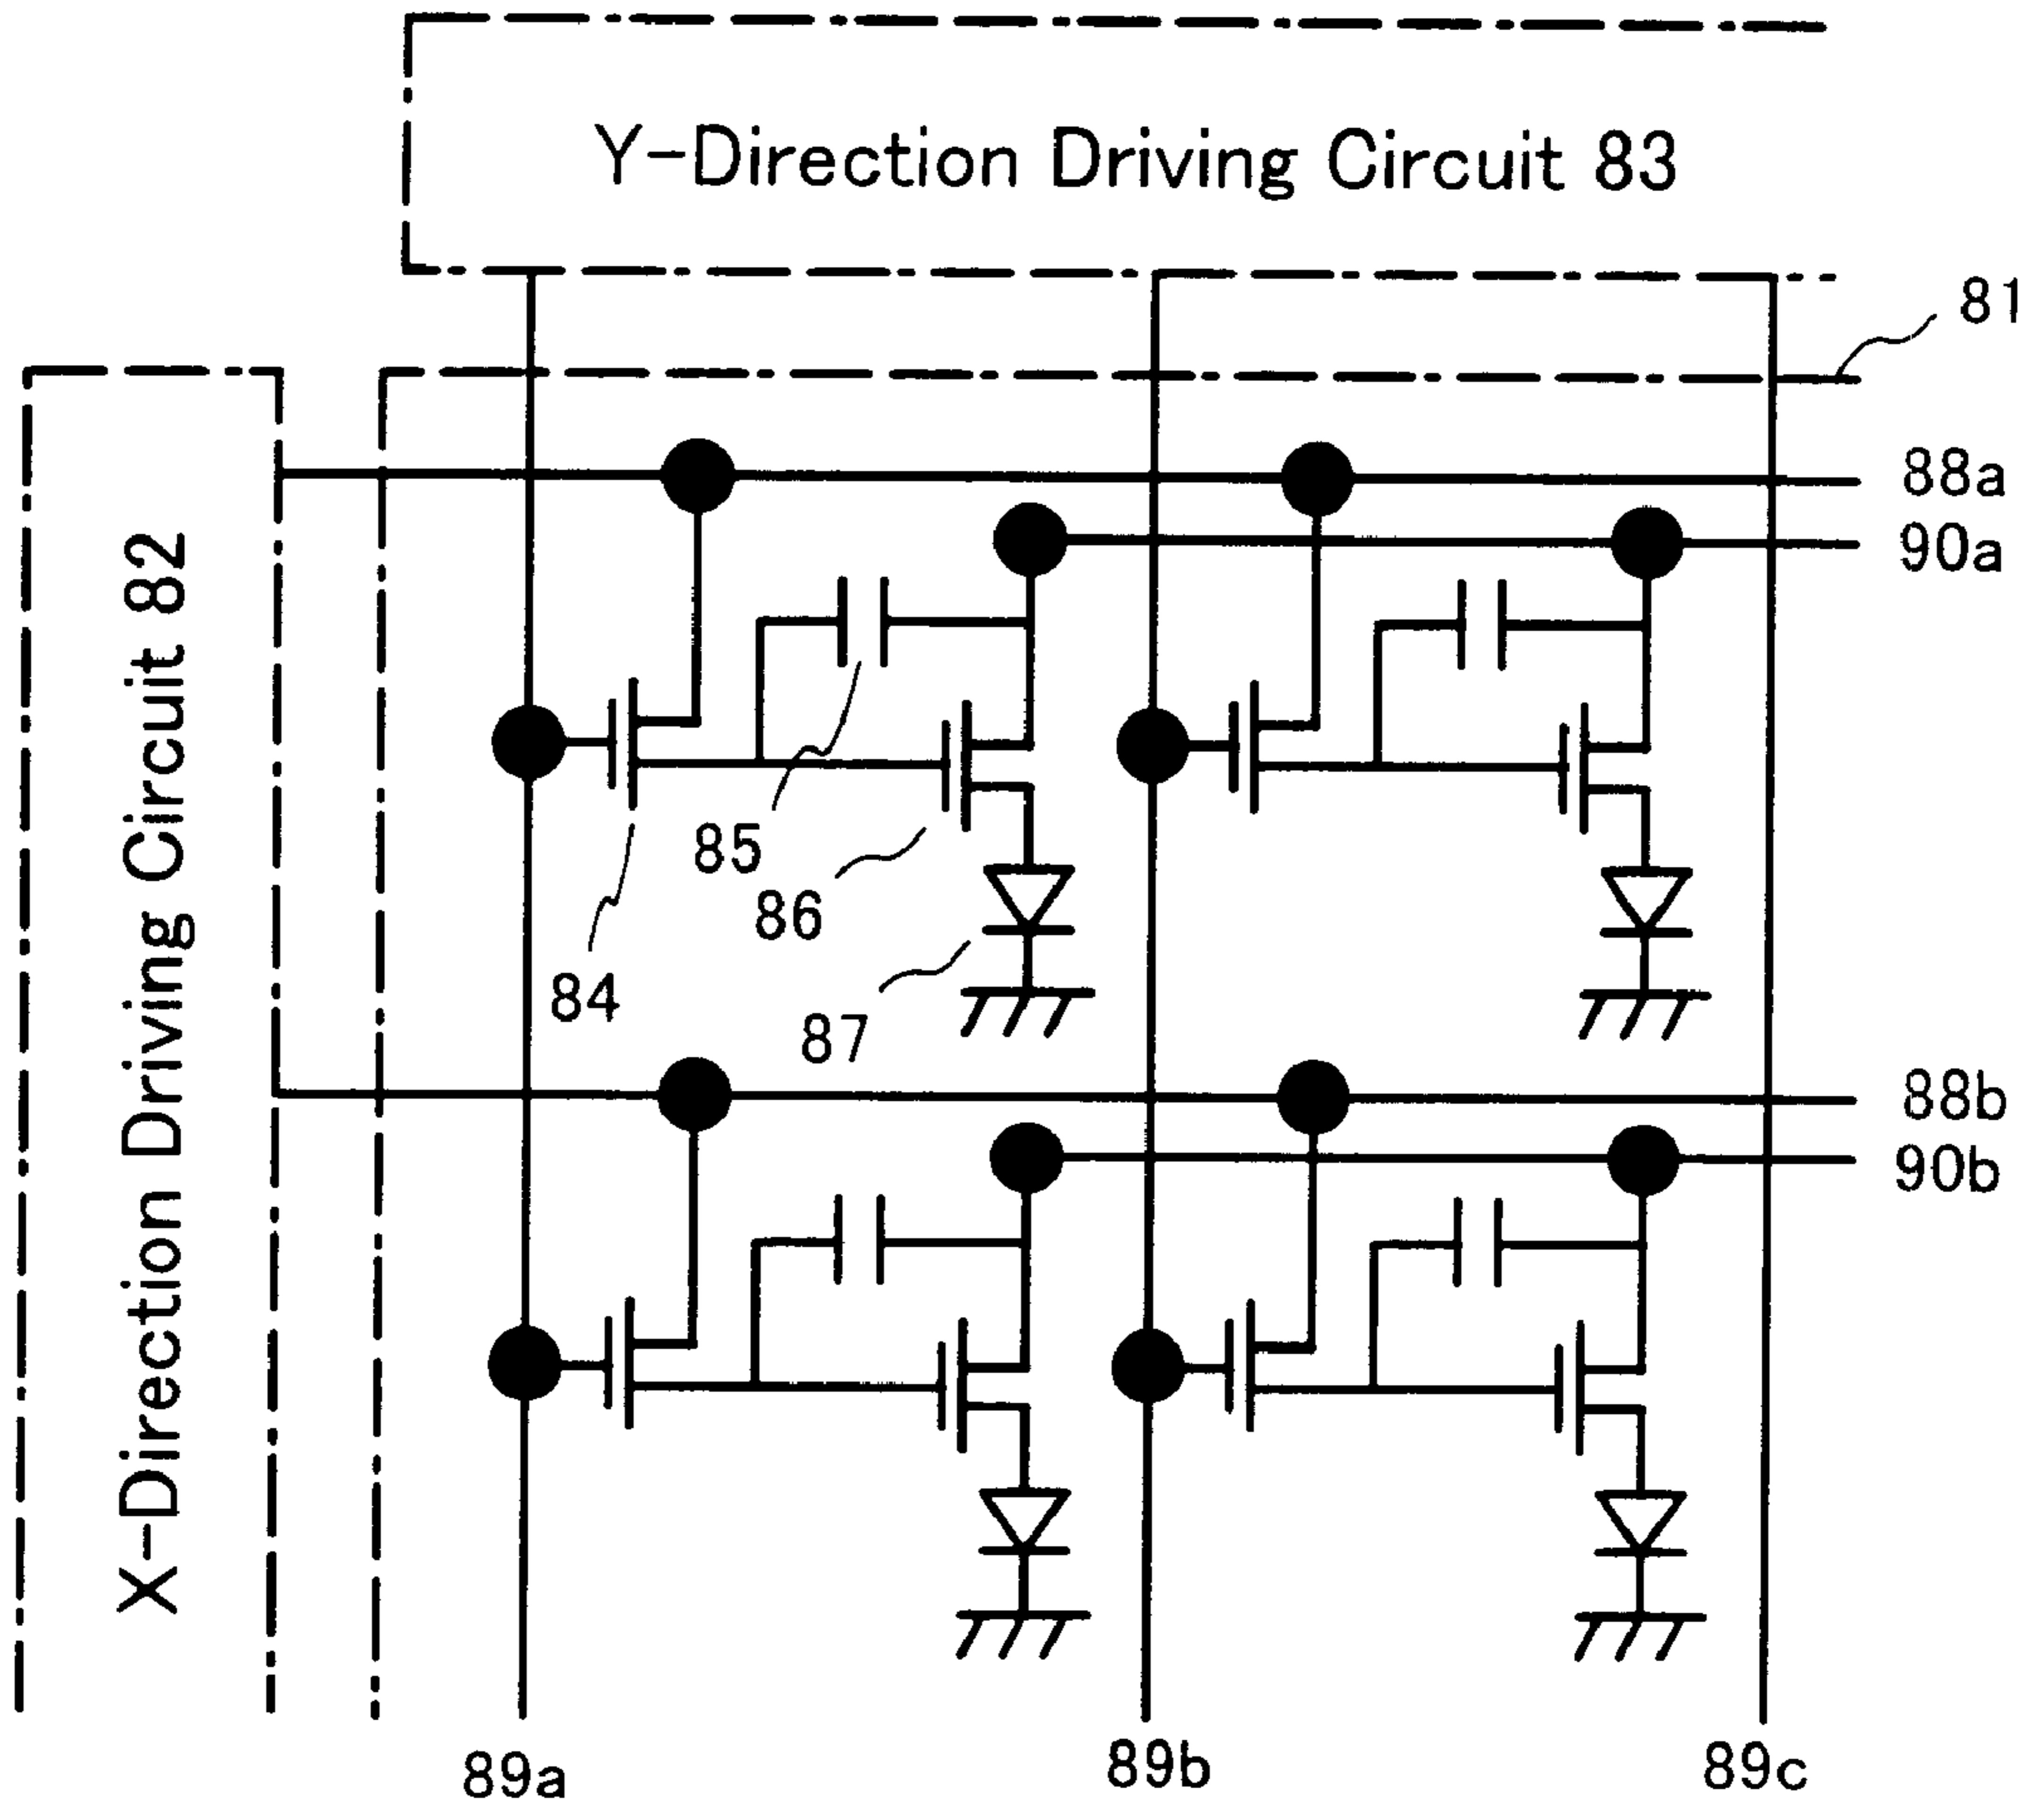 Y-Direction Driving Circuit 83
81
X-Direction Driving Circuit 82
88a
90a
85
86
84
87
88b
90b
89a
89b
89c